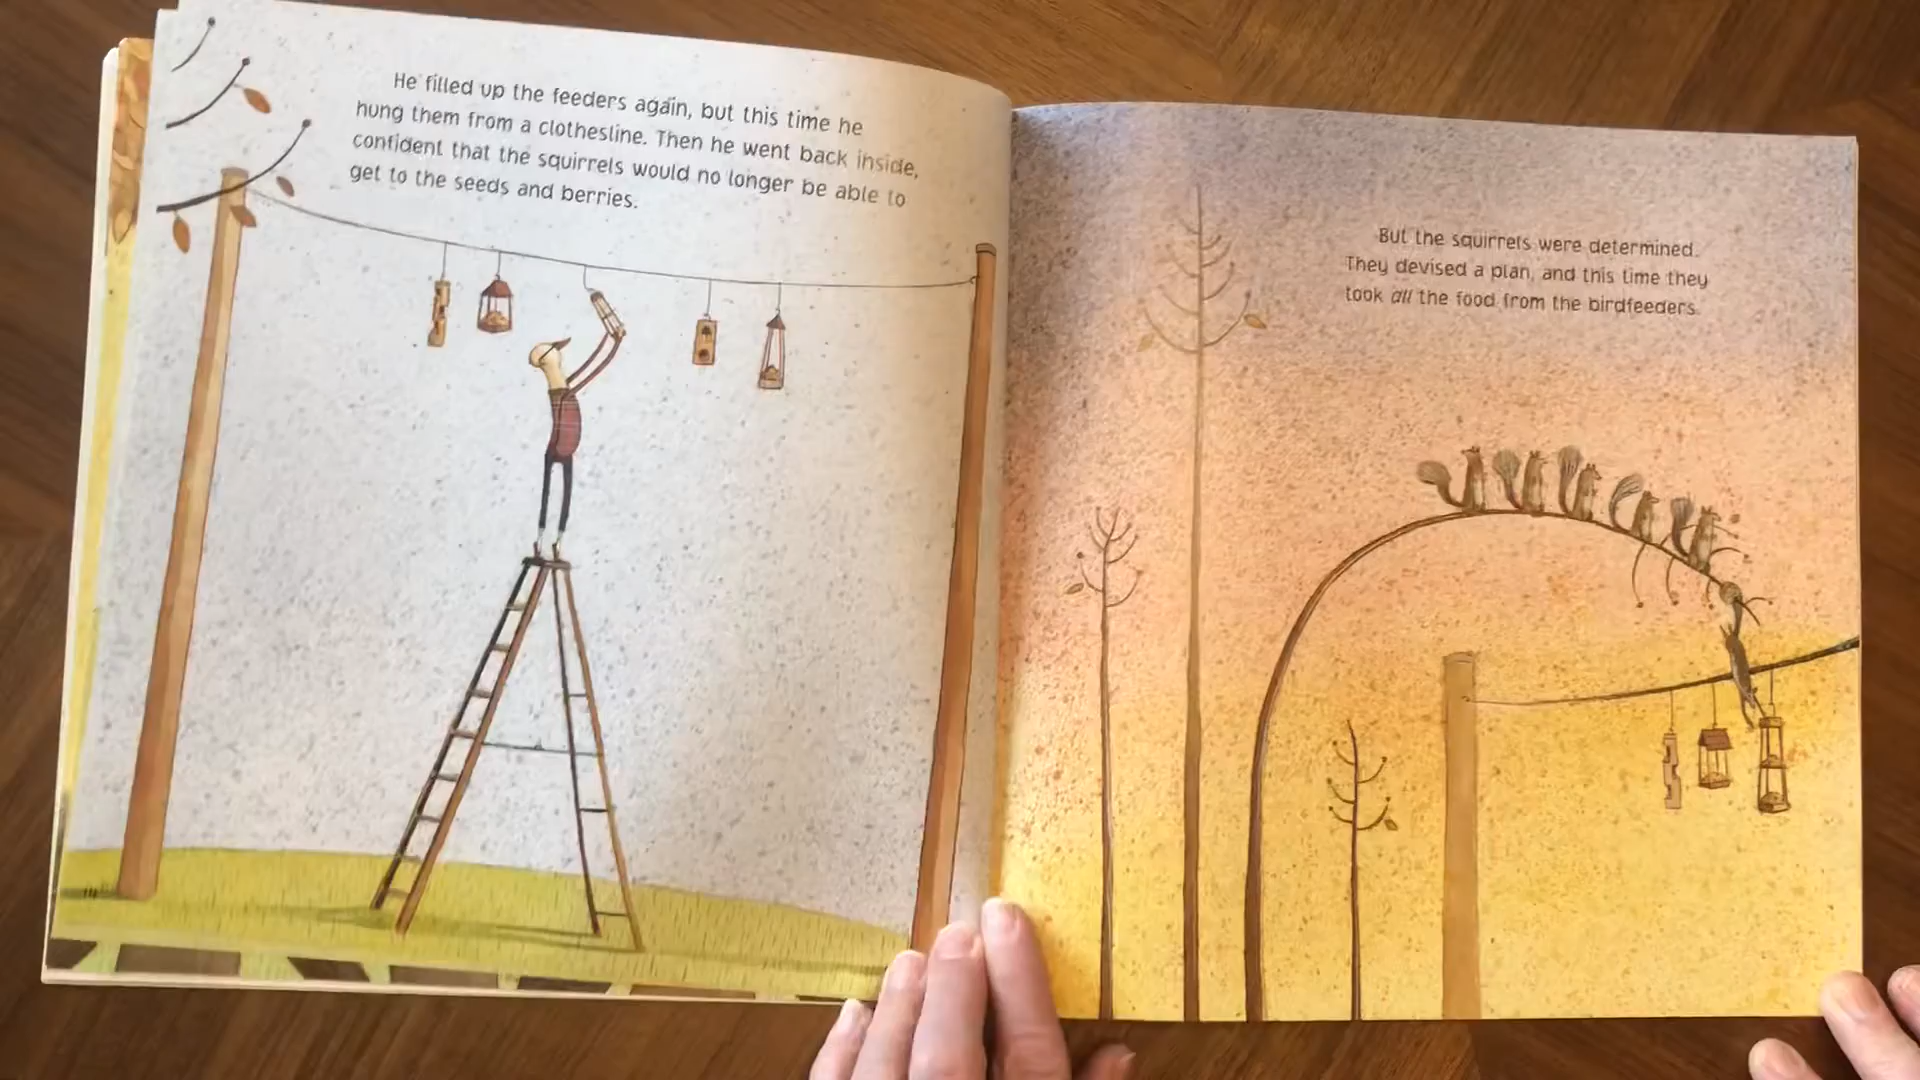 He filled up the feeders again, but this time he
hung them from a clothesline. Then he went back inside,
confident that the squirrels would no longer be able to
get to the seeds and berries.
But the squirrels were determined.
They devised a plan, and this time they
took all the food from the birdfeeders.